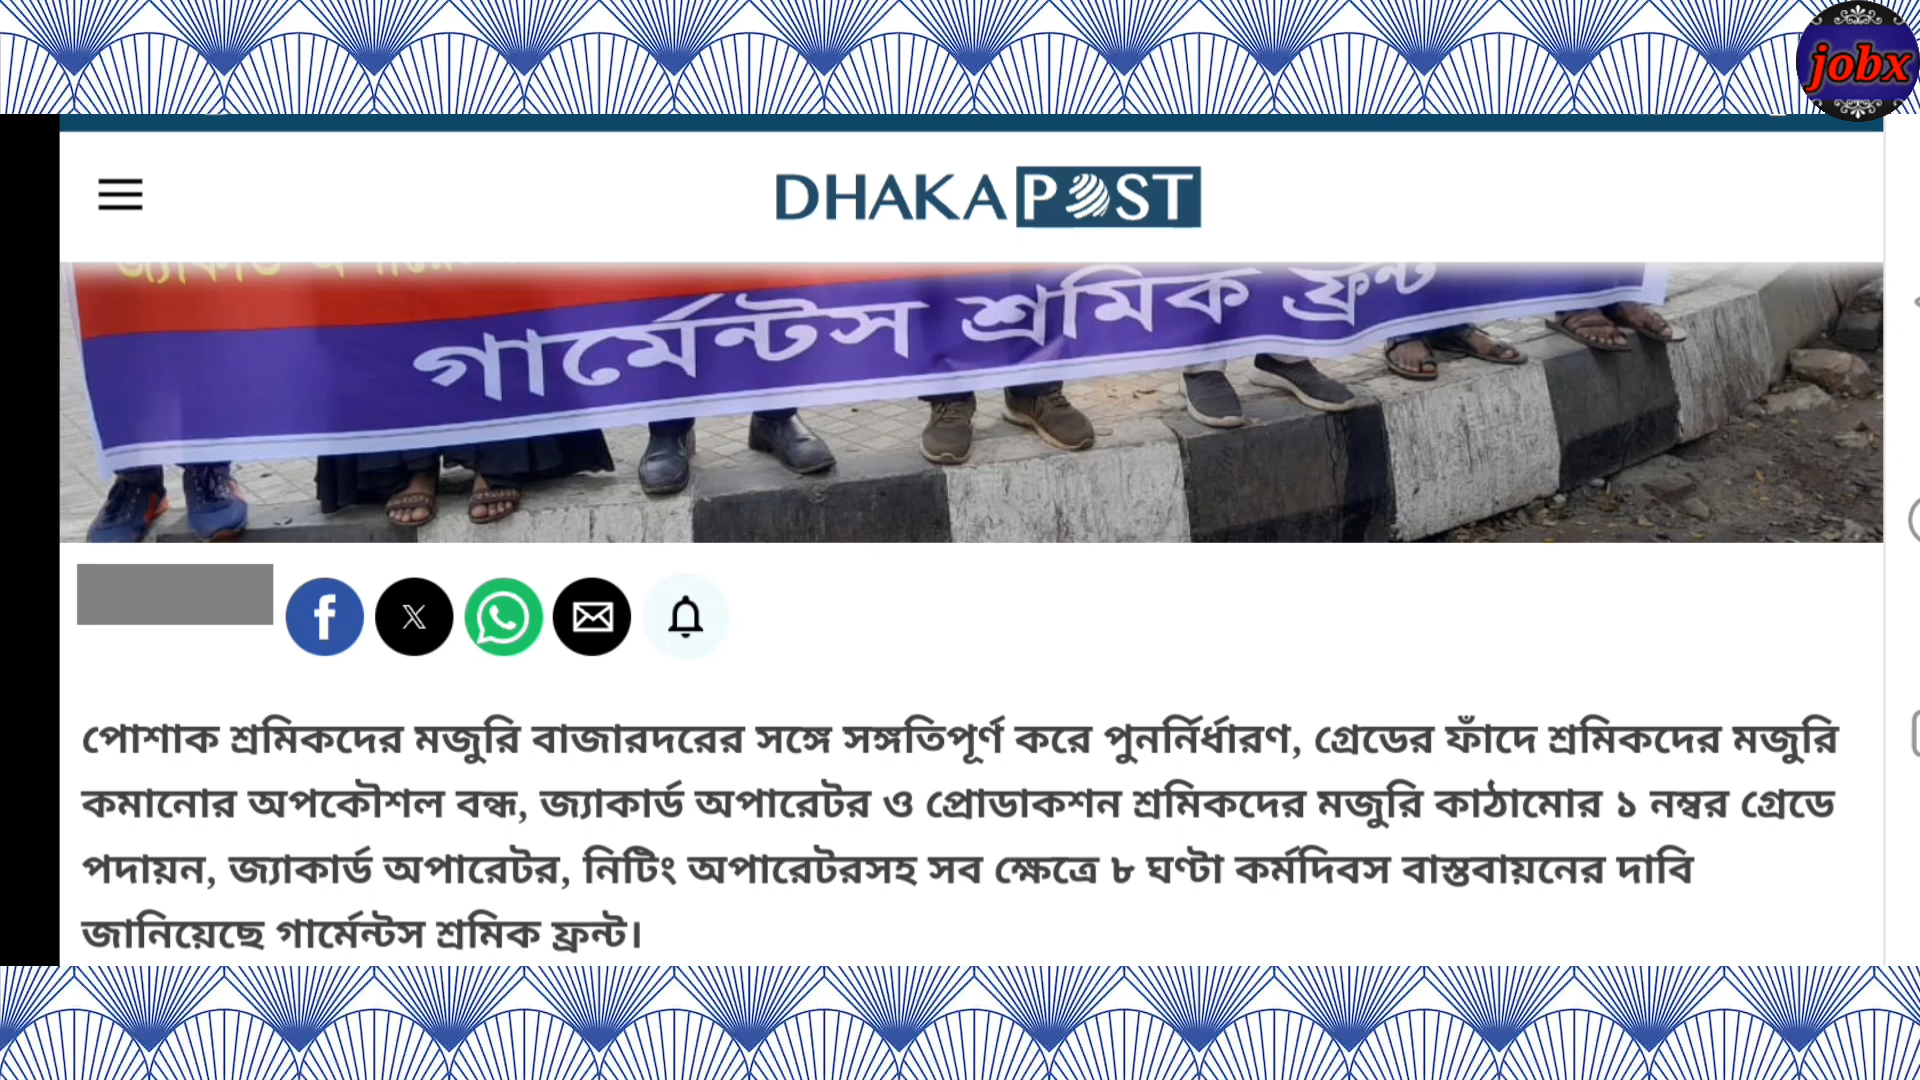 jobx
DHAKA POST
গার্মেন্টস শ্রমিক ফ্রন্ট
পোশাক শ্রমিকদের মজুরি বাজারদরের সঙ্গে সঙ্গতিপূর্ণ করে পুনর্নির্ধারণ, গ্রেডের ফাঁদে শ্রমিকদের মজুরি
কমানোর অপকৌশল বন্ধ, জ্যাকার্ড অপারেটর ও প্রোডাকশন শ্রমিকদের মজুরি কাঠামোর ১ নম্বর গ্রেডে
পদায়ন, জ্যাকার্ড অপারেটর, নিটিং অপারেটরসহ সব ক্ষেত্রে ৮ ঘণ্টা কর্মদিবস বাস্তবায়নের দাবি
জানিয়েছে গার্মেন্টস শ্রমিক ফ্রন্ট।